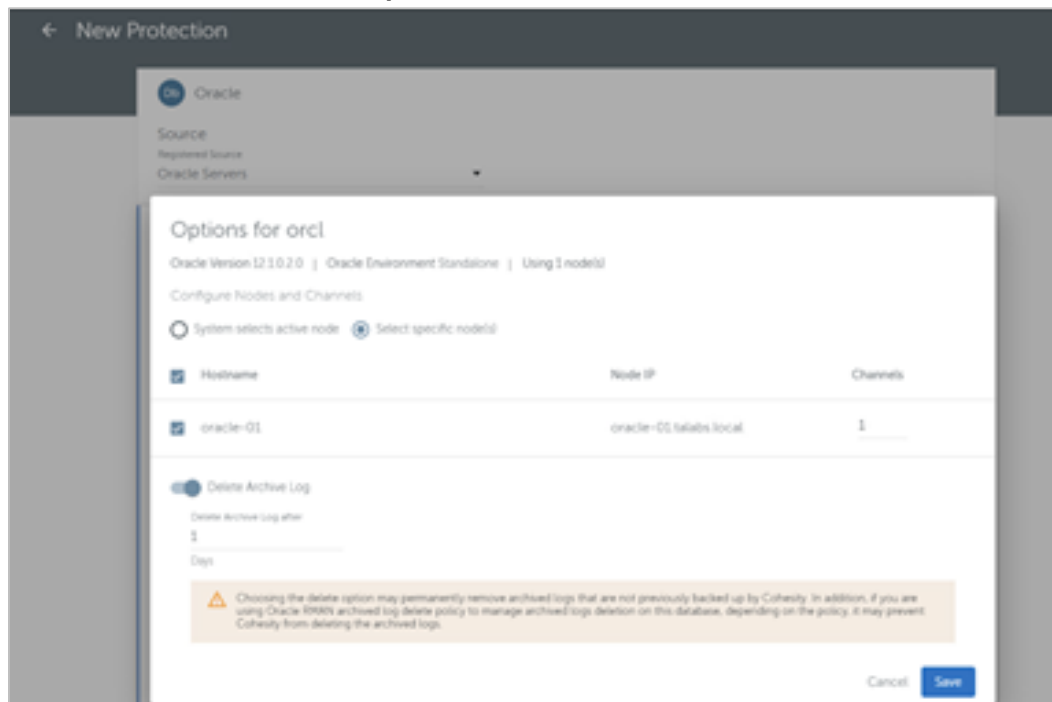 ← New Protection
Db Oracle
Source
Registered Source
Oracle Servers
Options for orcl
Oracle Version 12.1.0.2.0 | Oracle Environment Standalone | Using 1 node(s)
Configure Nodes and Channels
System selects active node Select specific node(s)
Hostname Node IP Channels
oracle-01 oracle-01.talabs.local 1
Delete Archive Log
Delete Archive Log after
1
Days
Choosing the delete option may permanently remove archived logs that are not previously backed up by Cohesity. In addition, if you are
using Oracle RMAN archived log delete policy to manage archived logs deletion on this database, depending on the policy, it may prevent
Cohesity from deleting the archived logs.
Cancel Save